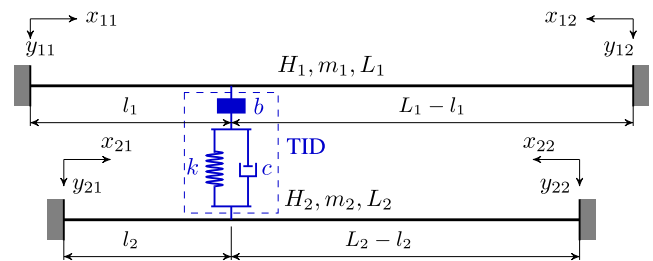 x₁₁ x₁₂
y₁₁ y₁₂
H₁, m₁, L₁
l₁ b L₁ − l₁
x₂₁ TID x₂₂
k c
y₂₁ H₂, m₂, L₂ y₂₂
l₂ L₂ − l₂